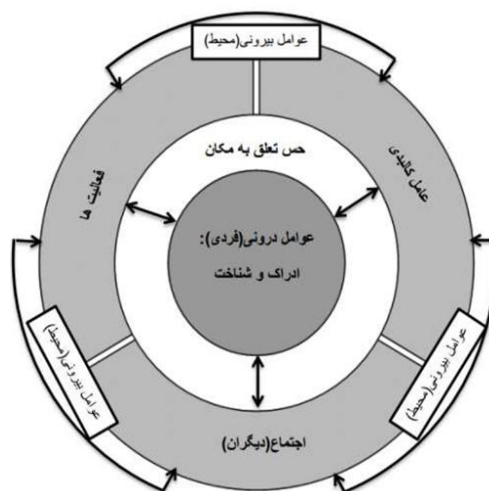 عوامل بیرونی(محیط)
حص تعلق به مکان
فعالیت ها
عامل کالبدی
عوامل درونی(فردی):
ادراک و شناخت
عوامل بیرونی(محیط)
عوامل بیرونی(محیط)
اجتماع(دیگران)